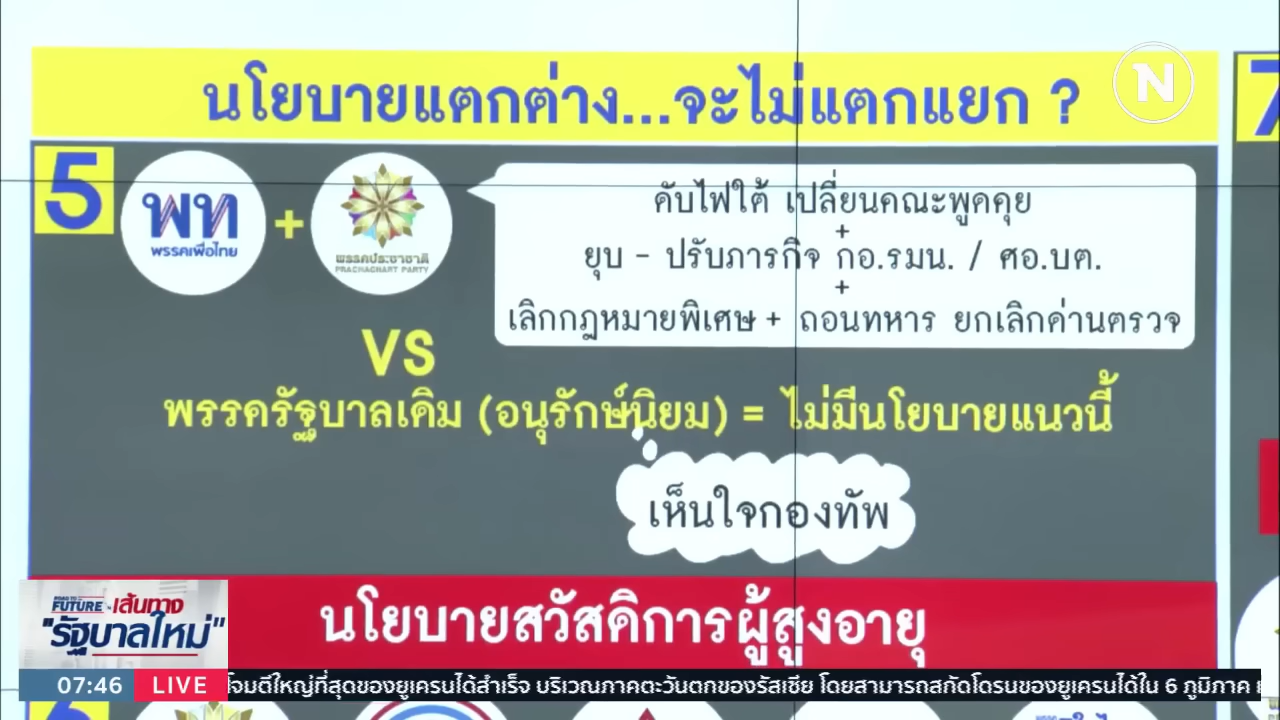 นโยบายแตกต่าง...จะไม่แตกแยก ?
N
7
5
พท
พรรคเพื่อไทย
+
พรรคประชาชาติ
PRACHACHART PARTY
ดับไฟใต้ เปลี่ยนคณะพูดคุย
+
ยุบ - ปรับภารกิจ กอ.รมน. / ศอ.บต.
+
เลิกกฎหมายพิเศษ + ถอนทหาร ยกเลิกด่านตรวจ
VS
พรรครัฐบาลเดิม (อนุรักษ์นิยม) = ไม่มีนโยบายแนวนี้
เห็นใจกองทัพ
นโยบายสวัสดิการผู้สูงอายุ
ROAD TO FUTURE เส้นทาง
"รัฐบาลใหม่"
07:46 LIVE
โจมตีใหญ่ที่สุดของยูเครนได้สำเร็จ บริเวณภาคตะวันตกของรัสเซีย โดยสามารถสกัดโดรนของยูเครนได้ใน 6 ภูมิภาค